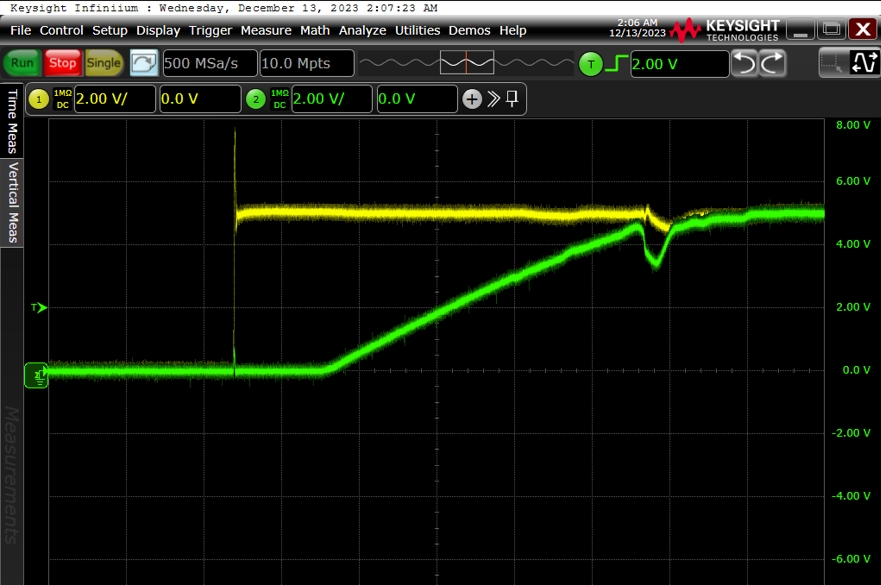 Keysight Infiniium : Wednesday, December 13, 2023 2:07:23 AM
File Control Setup Display Trigger Measure Math Analyze Utilities Demos Help
2:06 AM
12/13/2023
KEYSIGHT
TECHNOLOGIES
Run Stop Single 500 MSa/s 10.0 Mpts T 2.00 V
1 1MΩ DC 2.00 V/ 0.0 V 2 1MΩ DC 2.00 V/ 0.0 V
Time Meas
Vertical Meas
Measurements
8.00 V
6.00 V
4.00 V
T 2.00 V
0.0 V
-2.00 V
-4.00 V
-6.00 V